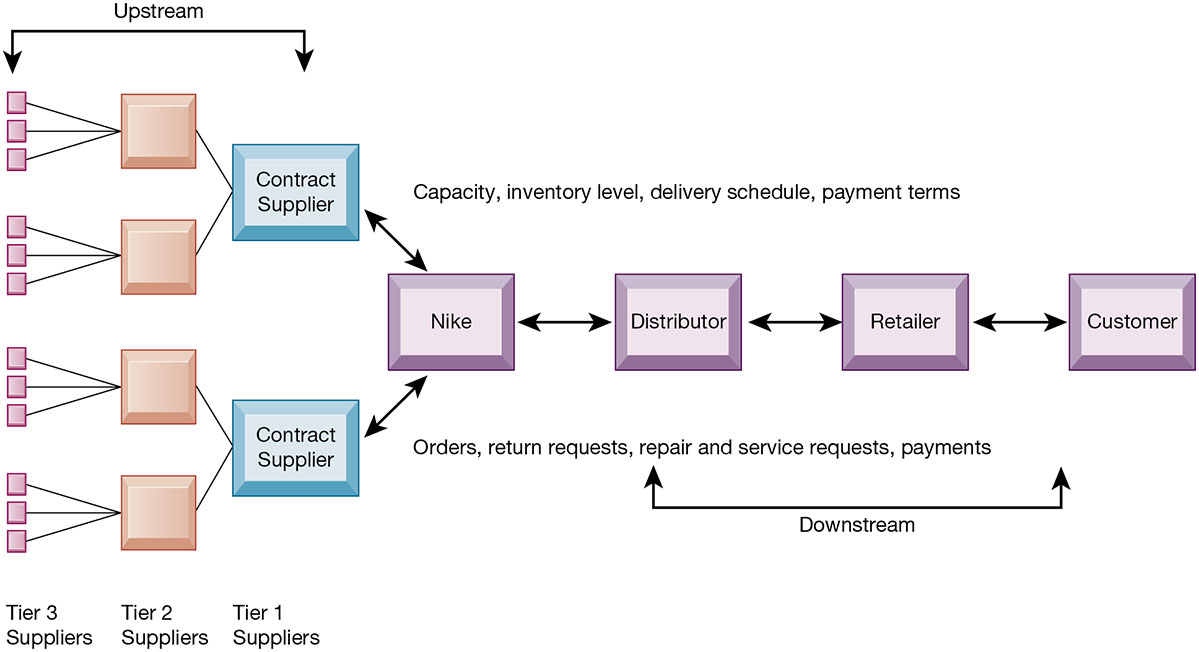 Upstream
Contract
Supplier
Capacity, inventory level, delivery schedule, payment terms
Nike
Distributor
Retailer
Customer
Contract
Supplier
Orders, return requests, repair and service requests, payments
Downstream
Tier 3
Suppliers
Tier 2
Suppliers
Tier 1
Suppliers